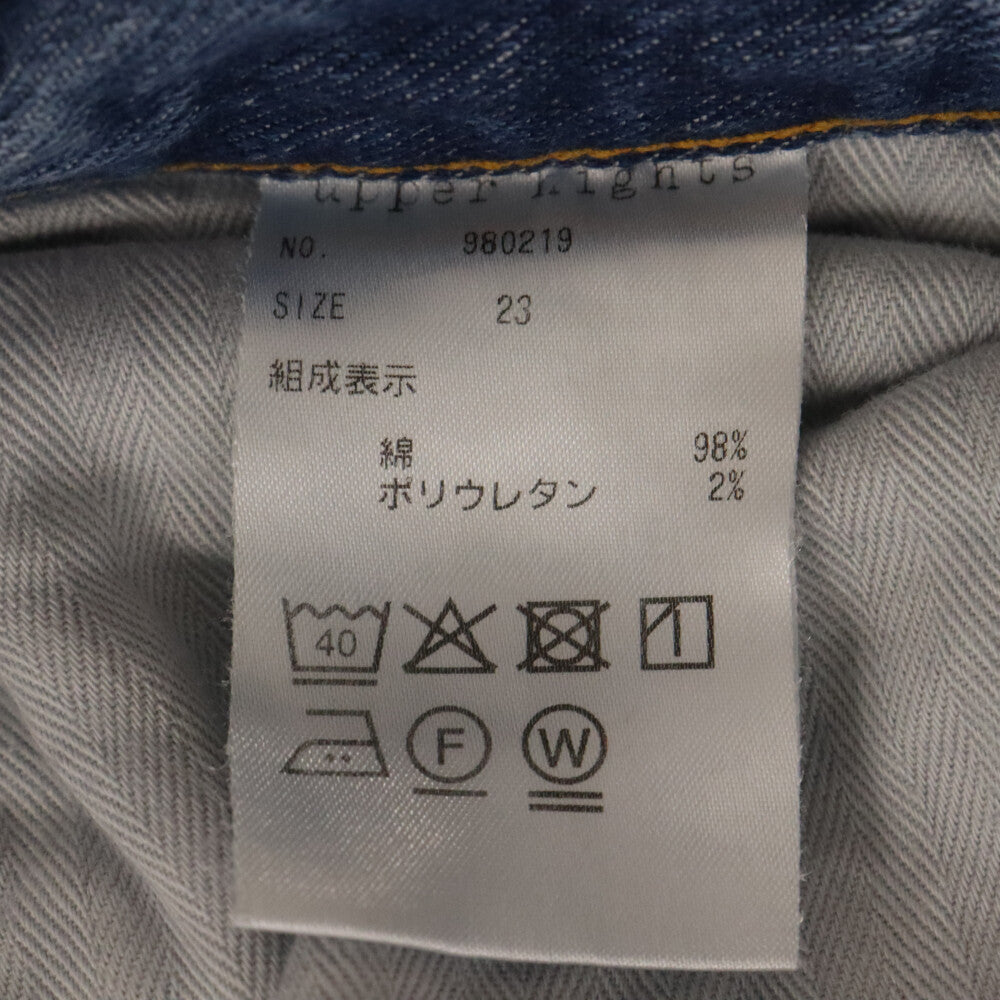 upper hights
NO. 980219
SIZE 23
組成表示
綿 98%
ポリウレタン 2%
40
F W